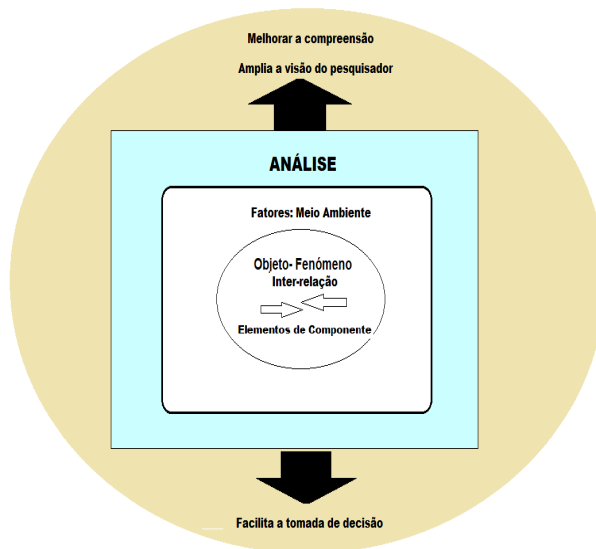 Melhorar a compreensão
Amplia a visão do pesquisador
ANÁLISE
Fatores: Meio Ambiente
Objeto- Fenómeno
Inter-relação
Elementos de Componente
Facilita a tomada de decisão